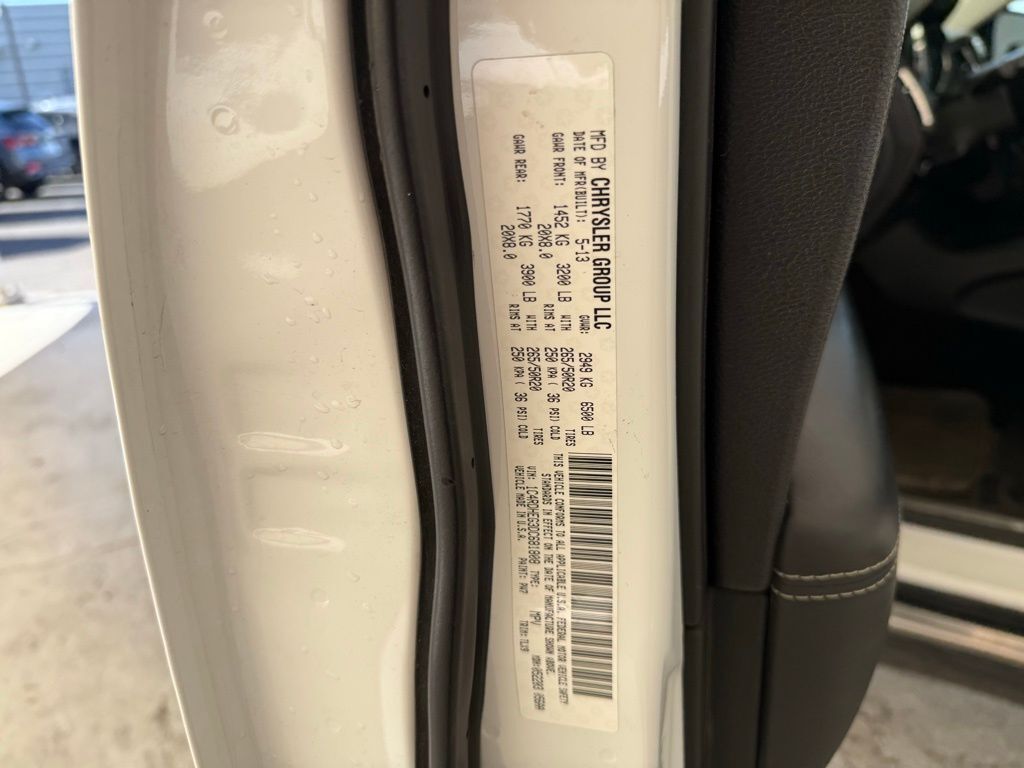 MFD BY CHRYSLER GROUP LLC
DATE OF MFR(BUILT): 5-13 GVWR: 2949 KG 6500 LB
GAWR FRONT: 1452 KG 3200 LB WITH 265/50R20 TIRES
20X8.0 RIMS AT 250 KPA ( 36 PSI) COLD
GAWR REAR: 1770 KG 3900 LB WITH 265/50R20 TIRES
20X8.0 RIMS AT 250 KPA ( 36 PSI) COLD
THIS VEHICLE CONFORMS TO ALL APPLICABLE U.S.A. FEDERAL MOTOR VEHICLE SAFETY
STANDARDS IN EFFECT ON THE DATE OF MANUFACTURE SHOWN ABOVE.
VIN: TYPE: MPV
VEHICLE MADE IN U.S.A. PAINT: PW7